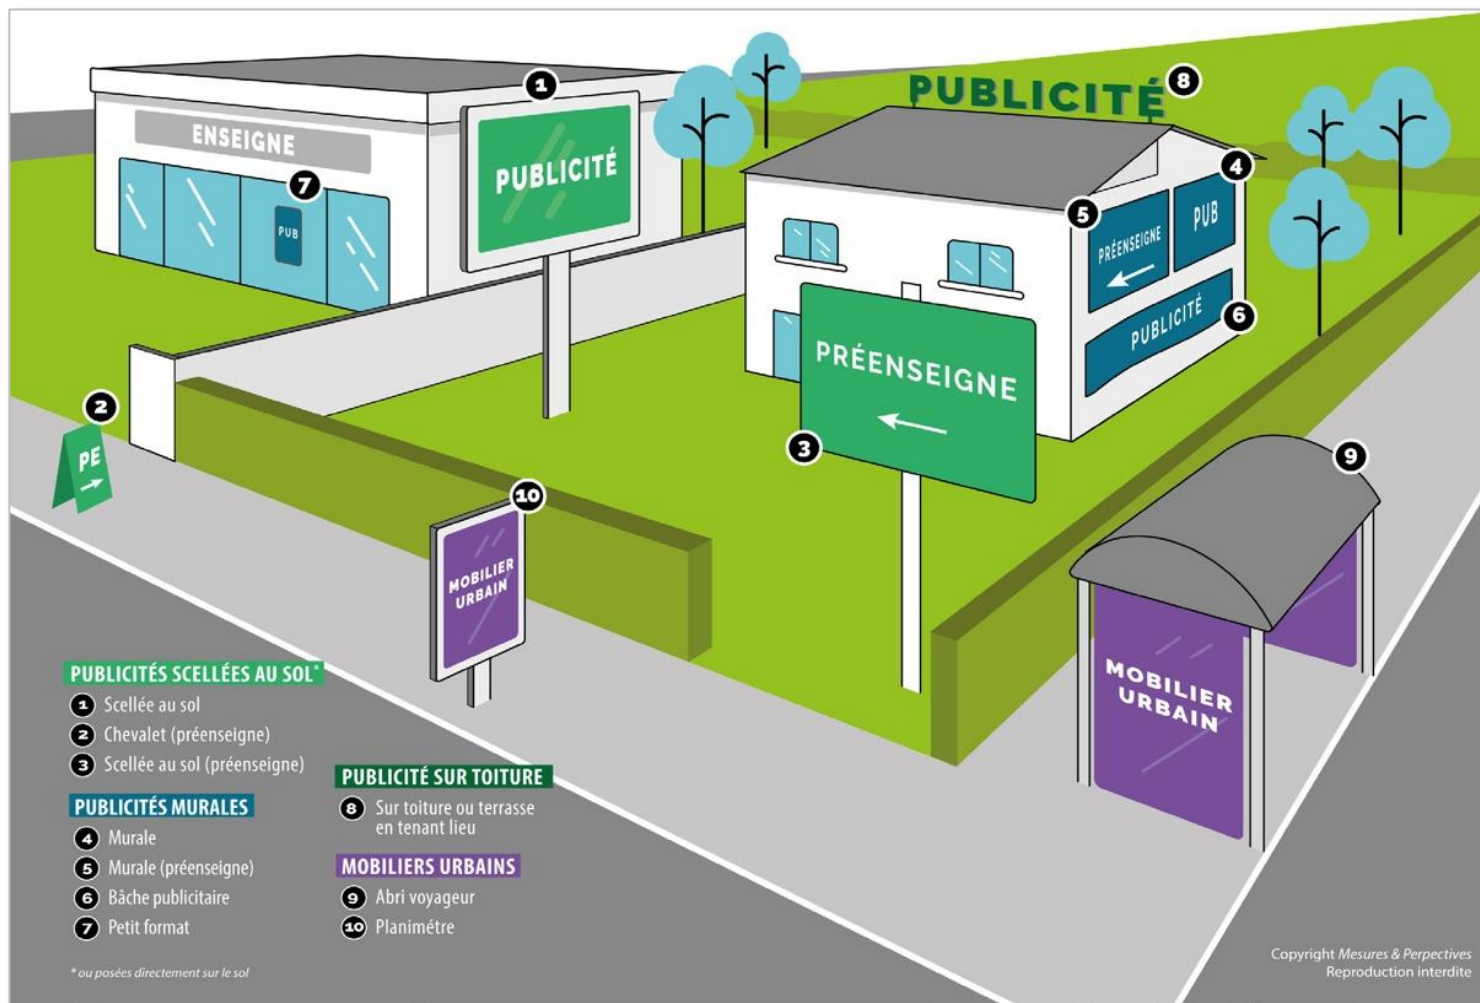 PUBLICITÉ
8
1
ENSEIGNE
PUBLICITÉ
7
PUB
4
5
PRÉENSEIGNE
PUB
6
PUBLICITÉ
PRÉENSEIGNE
3
2
PE
9
10
MOBILIER
URBAIN
MOBILIER
URBAIN
PUBLICITÉS SCELLÉES AU SOL*
1 Scellée au sol
2 Chevalet (préenseigne)
3 Scellée au sol (préenseigne)
PUBLICITÉS MURALES
4 Murale
5 Murale (préenseigne)
6 Bâche publicitaire
7 Petit format
* ou posées directement sur le sol
PUBLICITÉ SUR TOITURE
8 Sur toiture ou terrasse
en tenant lieu
MOBILIERS URBAINS
9 Abri voyageur
10 Planimétre
Copyright Mesures & Perpectives
Reproduction interdite